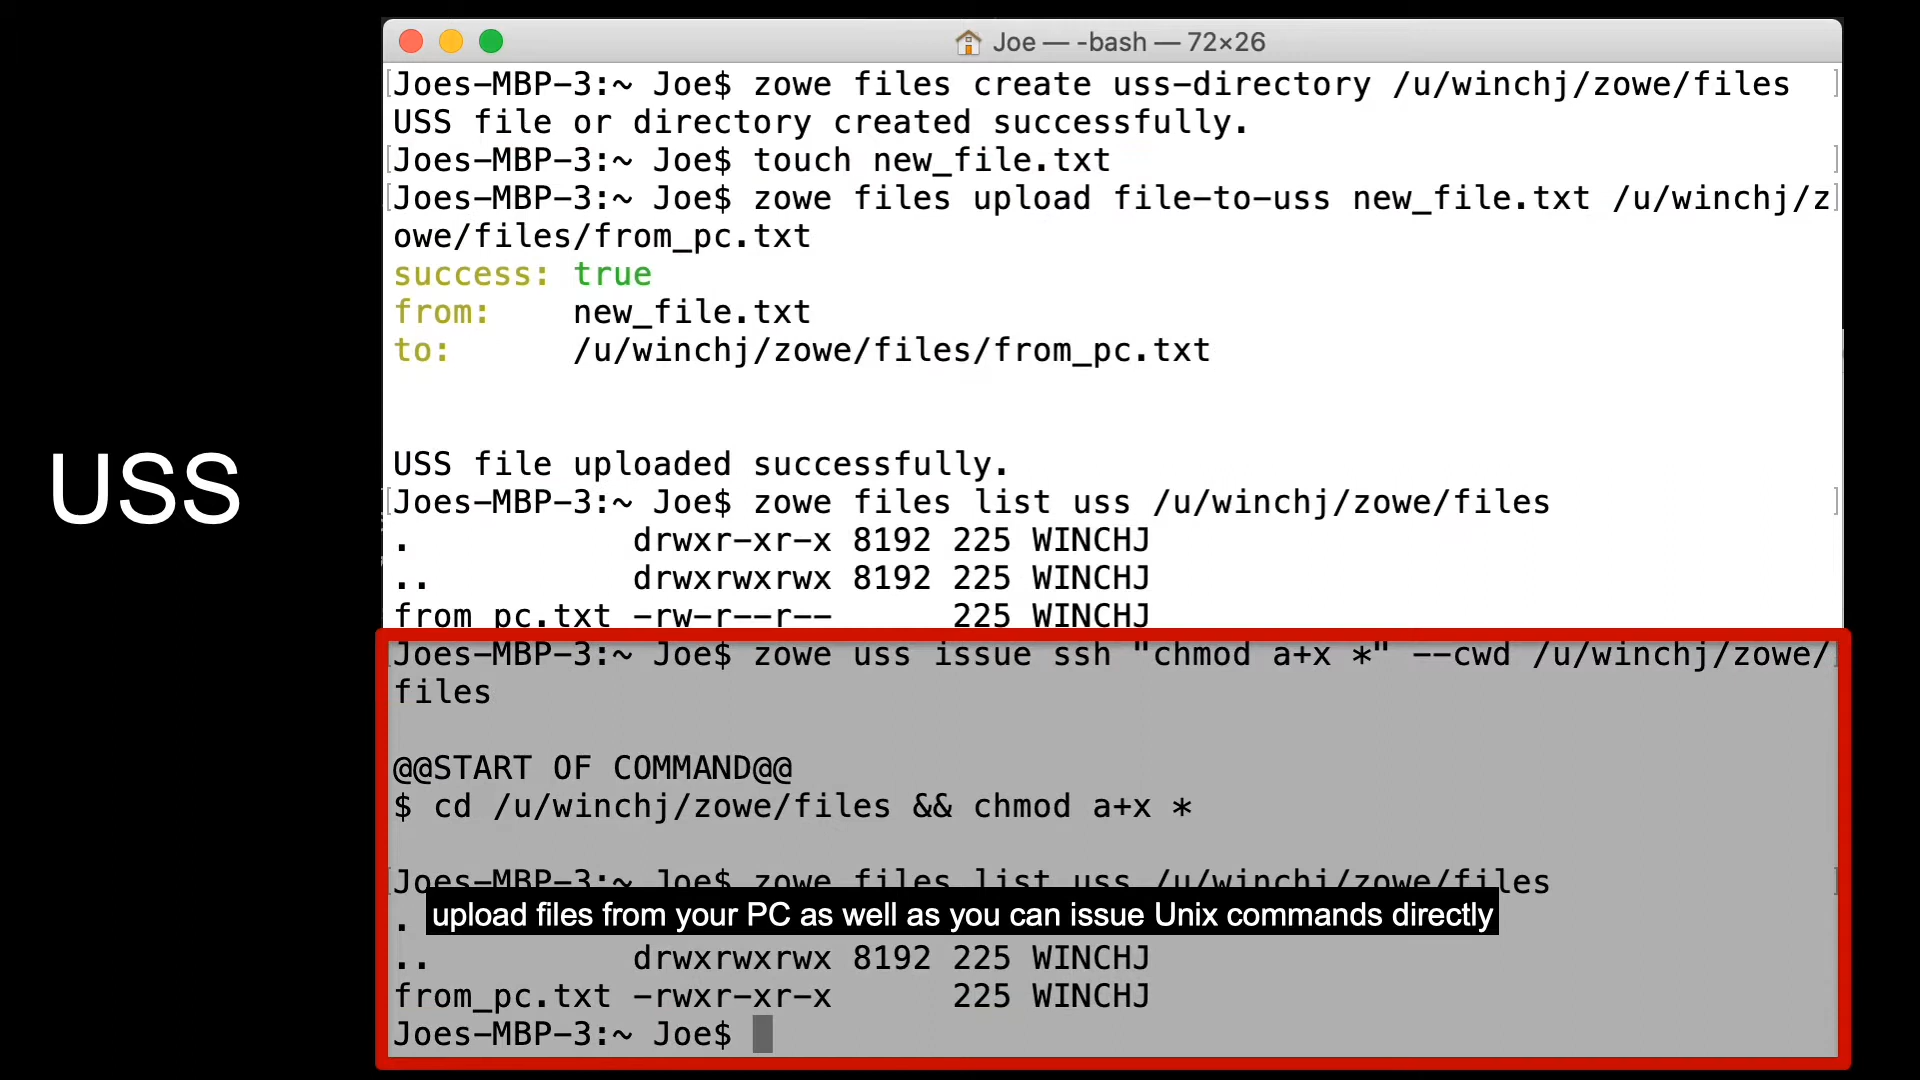 Joe — -bash — 72×26
Joes-MBP-3:~ Joe$ zowe files create uss-directory /u/winchj/zowe/files
USS file or directory created successfully.
Joes-MBP-3:~ Joe$ touch new_file.txt
Joes-MBP-3:~ Joe$ zowe files upload file-to-uss new_file.txt /u/winchj/z
owe/files/from_pc.txt
success: true
from: new_file.txt
to: /u/winchj/zowe/files/from_pc.txt
USS file uploaded successfully.
Joes-MBP-3:~ Joe$ zowe files list uss /u/winchj/zowe/files
. drwxr-xr-x 8192 225 WINCHJ
.. drwxrwxrwx 8192 225 WINCHJ
from_pc.txt -rw-r--r-- 225 WINCHJ
USS
Joes-MBP-3:~ Joe$ zowe uss issue ssh "chmod a+x *" --cwd /u/winchj/zowe/
files
@@START OF COMMAND@@
$ cd /u/winchj/zowe/files && chmod a+x *
Joes-MBP-3:~ Joe$ zowe files list uss /u/winchj/zowe/files
.
upload files from your PC as well as you can issue Unix commands directly
.. drwxrwxrwx 8192 225 WINCHJ
from_pc.txt -rwxr-xr-x 225 WINCHJ
Joes-MBP-3:~ Joe$